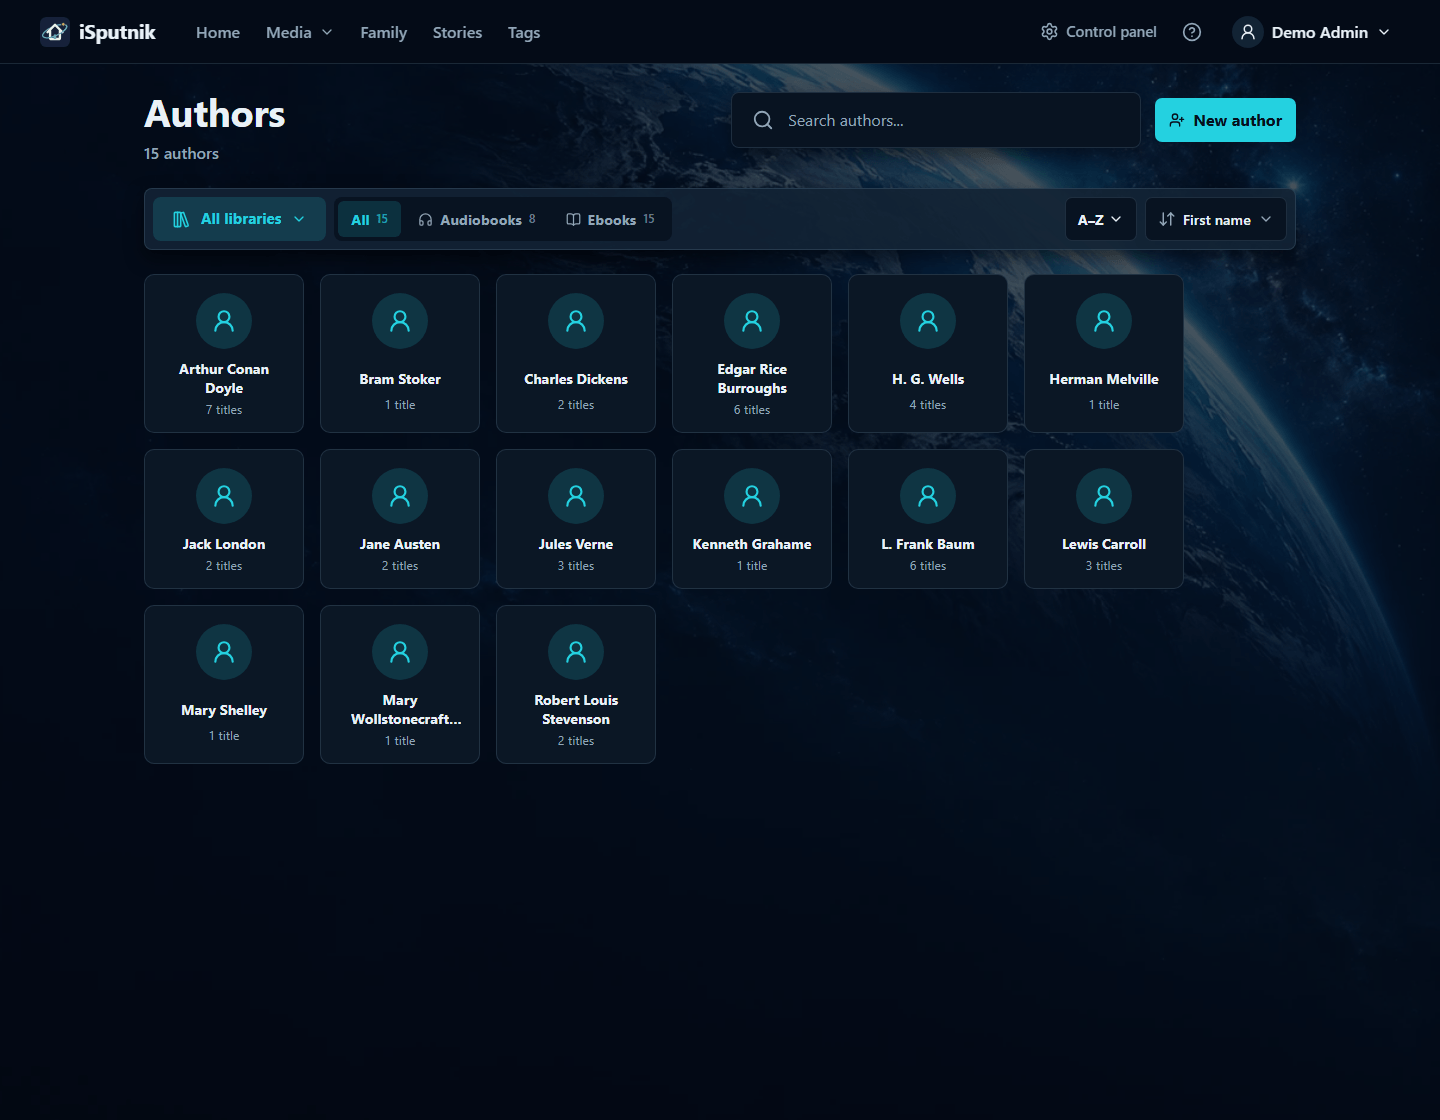 iSputnik
Home
Media
Family
Stories
Tags
Control panel
Demo Admin
Authors
15 authors
Search authors...
New author
All libraries
All 15
Audiobooks 8
Ebooks 15
A–Z
First name
Arthur Conan
Doyle
7 titles
Bram Stoker
1 title
Charles Dickens
2 titles
Edgar Rice
Burroughs
6 titles
H. G. Wells
4 titles
Herman Melville
1 title
Jack London
2 titles
Jane Austen
2 titles
Jules Verne
3 titles
Kenneth Grahame
1 title
L. Frank Baum
6 titles
Lewis Carroll
3 titles
Mary Shelley
1 title
Mary
Wollstonecraft...
1 title
Robert Louis
Stevenson
2 titles